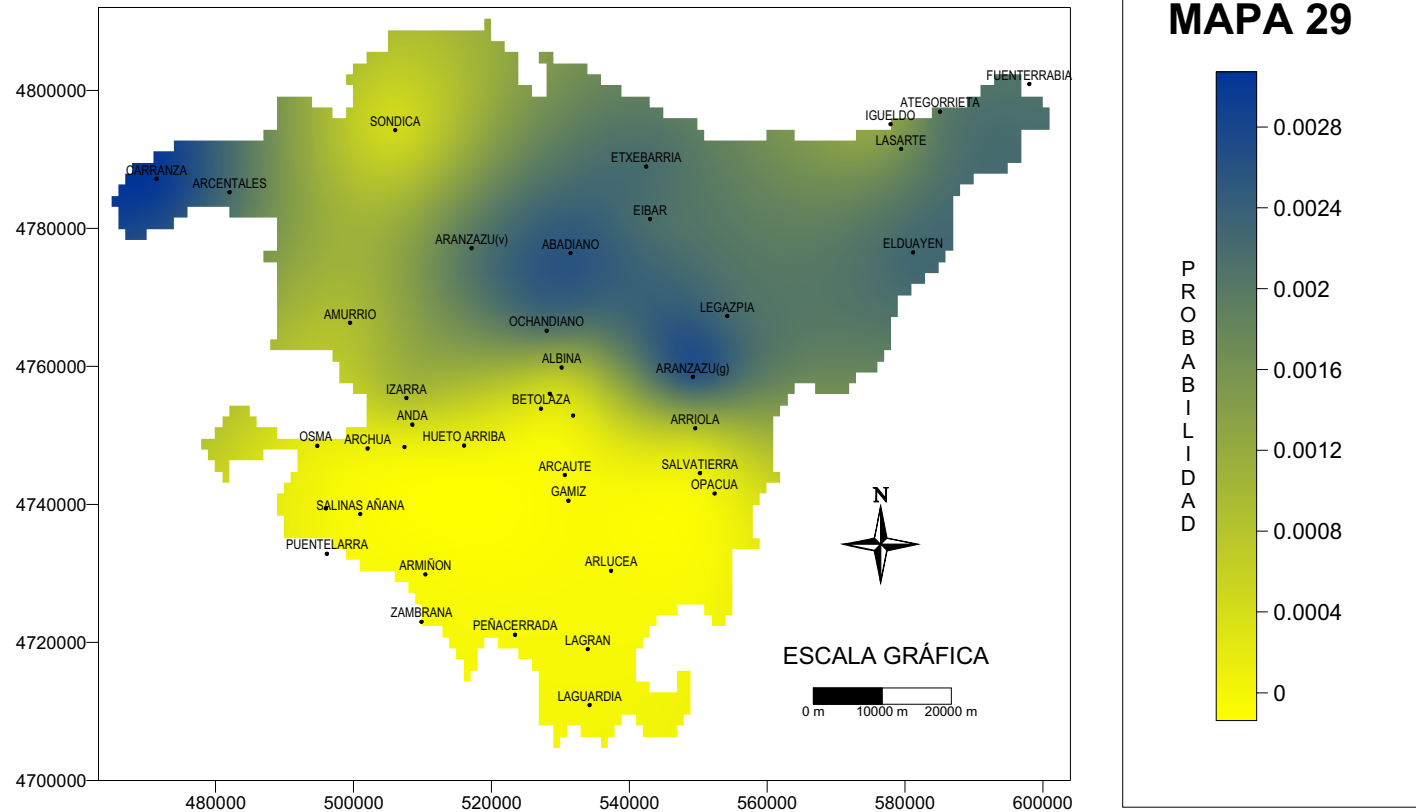 MAPA 29
4800000
4780000
4760000
4740000
4720000
4700000
480000
500000
520000
540000
560000
580000
600000
FUENTERRABIA
ATEGORRIETA
IGUELDO
SONDICA
LASARTE
ETXEBARRIA
CARRANZA
ARCENTALES
EIBAR
ARANZAZU(v)
ABADIANO
ELDUAYEN
LEGAZPIA
AMURRIO
OCHANDIANO
ALBINA
ARANZAZU(g)
IZARRA
BETOLAZA
ANDA
ARRIOLA
OSMA
ARCHUA
HUETO ARRIBA
ARCAUTE
SALVATIERRA
OPACUA
GAMIZ
SALINAS AÑANA
PUENTELARRA
ARMIÑON
ARLUCEA
ZAMBRANA
PEÑACERRADA
LAGRAN
LAGUARDIA
N
ESCALA GRÁFICA
0 m
10000 m
20000 m
PROBABILIDAD
0.0028
0.0024
0.002
0.0016
0.0012
0.0008
0.0004
0